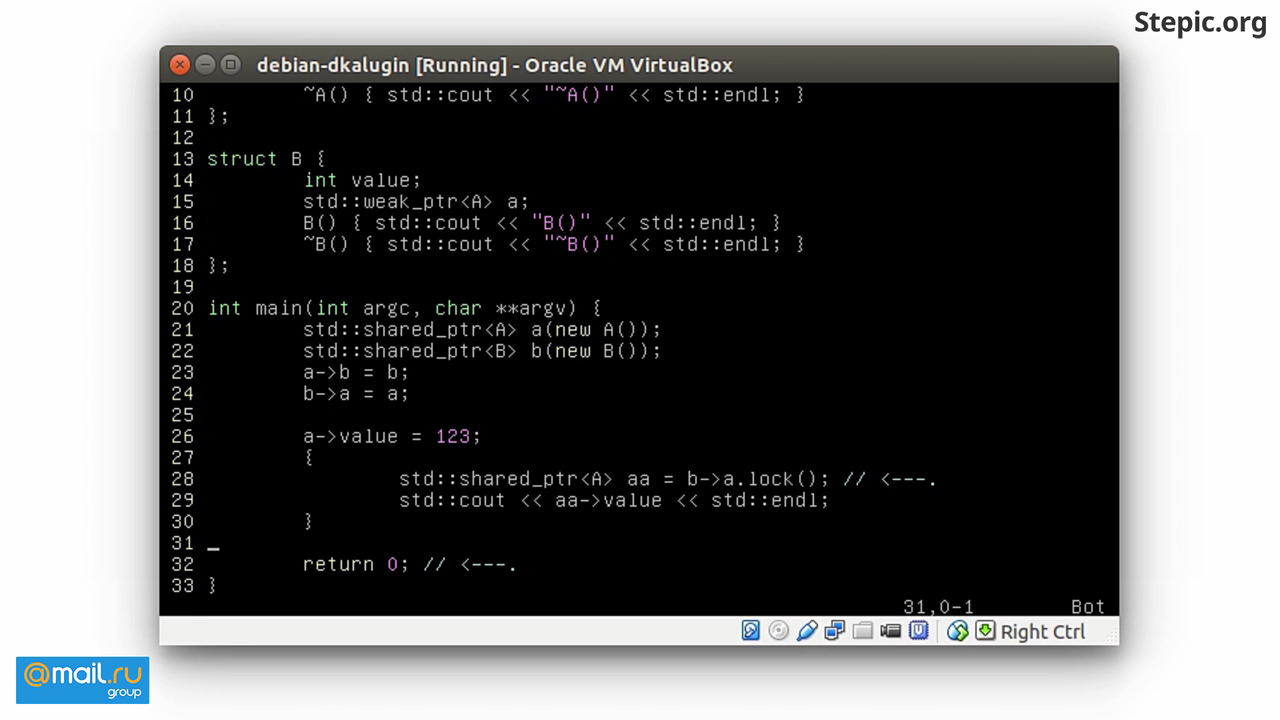 Stepic.org
debian-dkalugin [Running] - Oracle VM VirtualBox
10 ~A() { std::cout << "~A()" << std::endl; }
11 };
12
13 struct B {
14 int value;
15 std::weak_ptr<A> a;
16 B() { std::cout << "B()" << std::endl; }
17 ~B() { std::cout << "~B()" << std::endl; }
18 };
19
20 int main(int argc, char **argv) {
21 std::shared_ptr<A> a(new A());
22 std::shared_ptr<B> b(new B());
23 a->b = b;
24 b->a = a;
25
26 a->value = 123;
27 {
28 std::shared_ptr<A> aa = b->a.lock(); // <---.
29 std::cout << aa->value << std::endl;
30 }
31
32 return 0; // <---.
33 }
31,0-1 Bot
Right Ctrl
@mail.ru
group